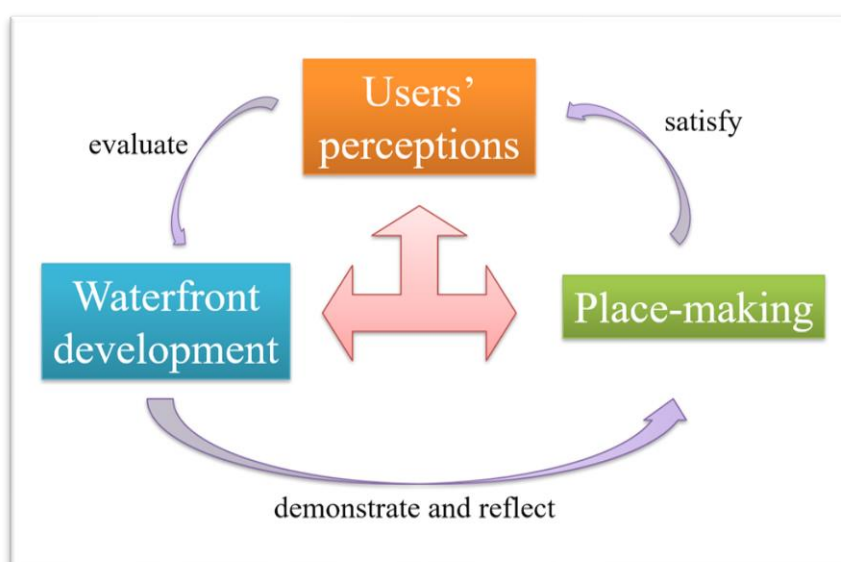 Users’
perceptions
satisfy
evaluate
Waterfront
development
Place-making
demonstrate and reflect